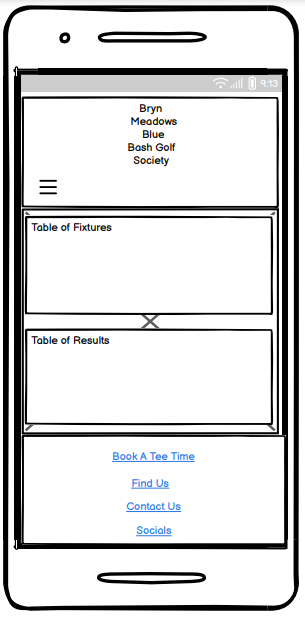 9:13
Bryn
Meadows
Blue
Bash Golf
Society
Table of Fixtures
Table of Results
Book A Tee Time
Find Us
Contact Us
Socials